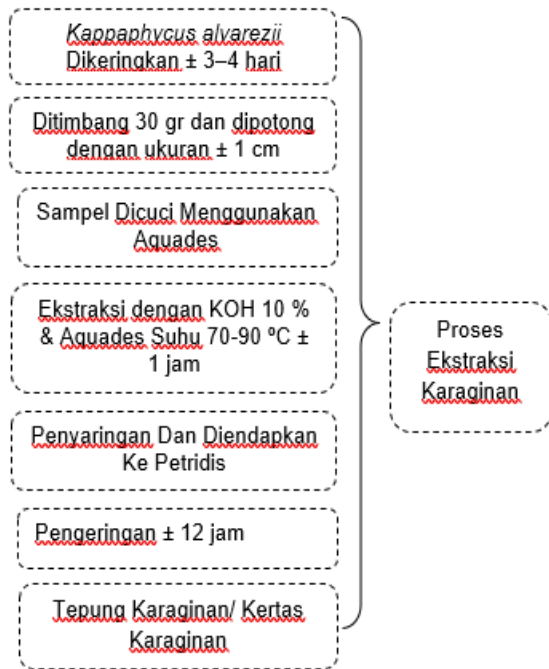 Kappaphycus alvarezii
Dikeringkan ± 3–4 hari
Ditimbang 30 gr dan dipotong
dengan ukuran ± 1 cm
Sampel Dicuci Menggunakan
Aquades
Ekstraksi dengan KOH 10 %
& Aquades Suhu 70-90 ºC ±
1 jam
Penyaringan Dan Diendapkan
Ke Petridis
Pengeringan ± 12 jam
Tepung Karaginan/ Kertas
Karaginan
Proses
Ekstraksi
Karaginan